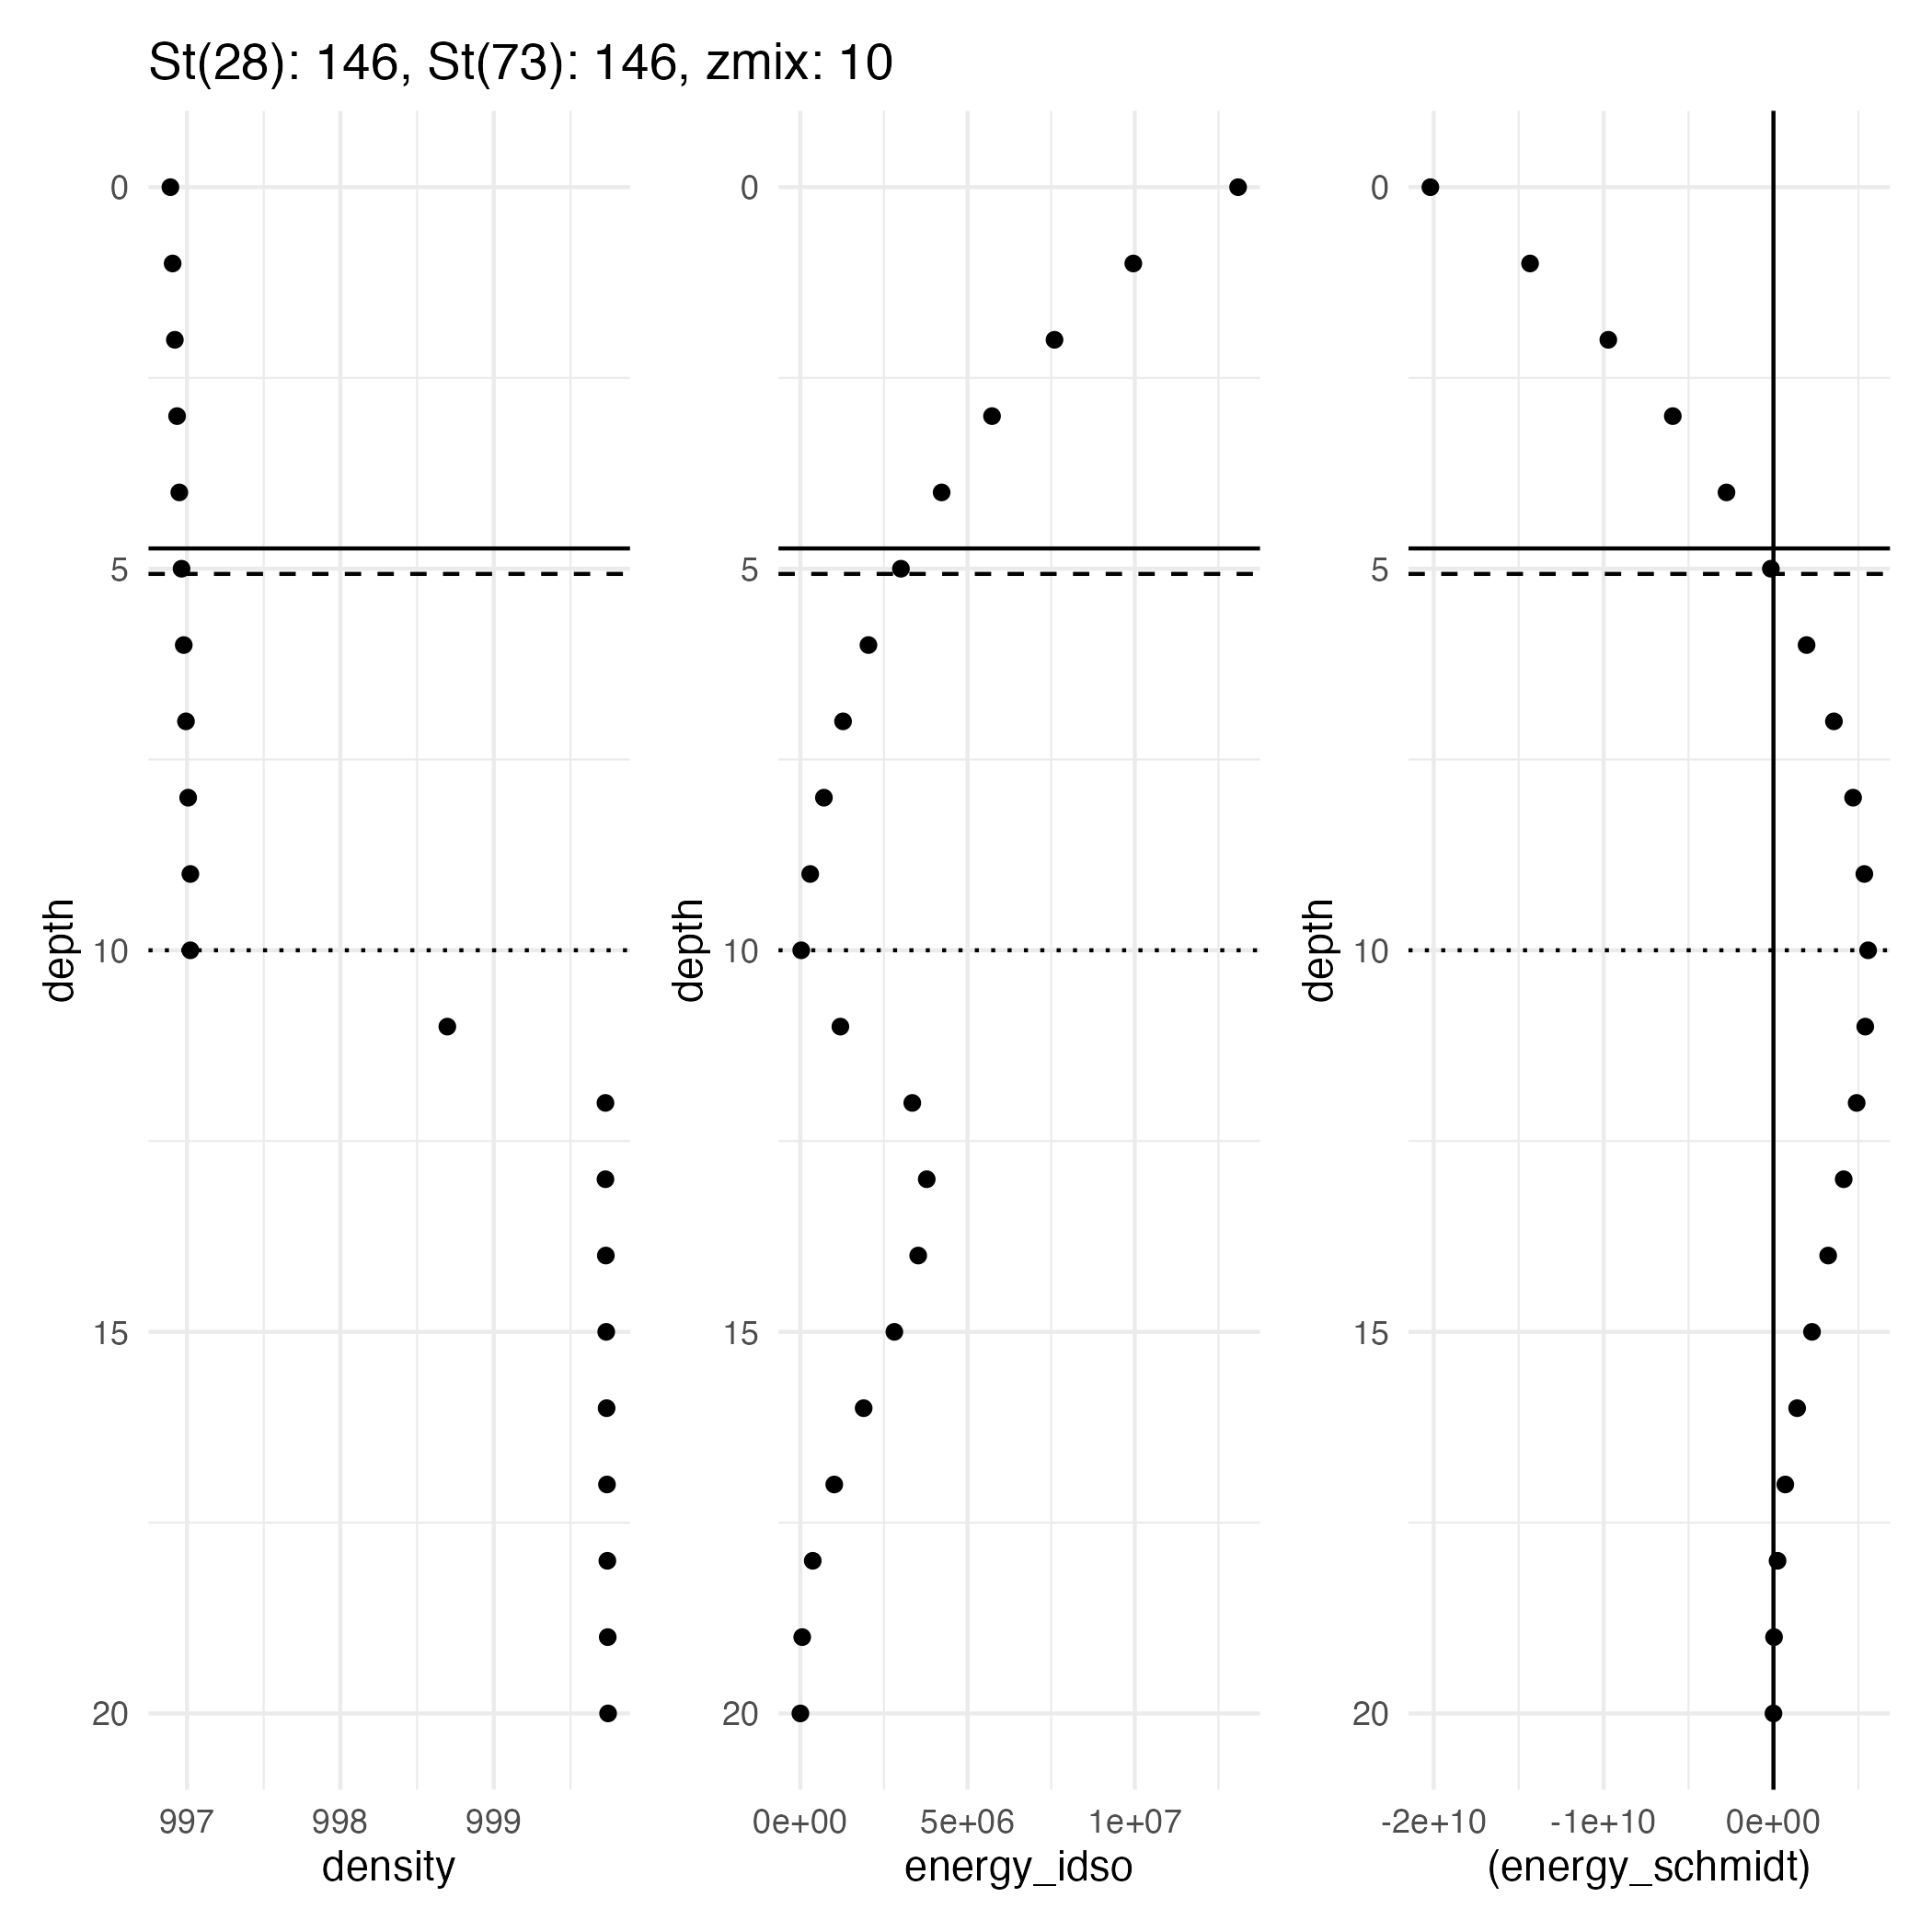 St(28): 146, St(73): 146, zmix: 10
0
5
10
15
20
depth
997 998 999
density
0
5
10
15
20
depth
0e+00 5e+06 1e+07
energy_idso
0
5
10
15
20
depth
-2e+10 -1e+10 0e+00
(energy_schmidt)